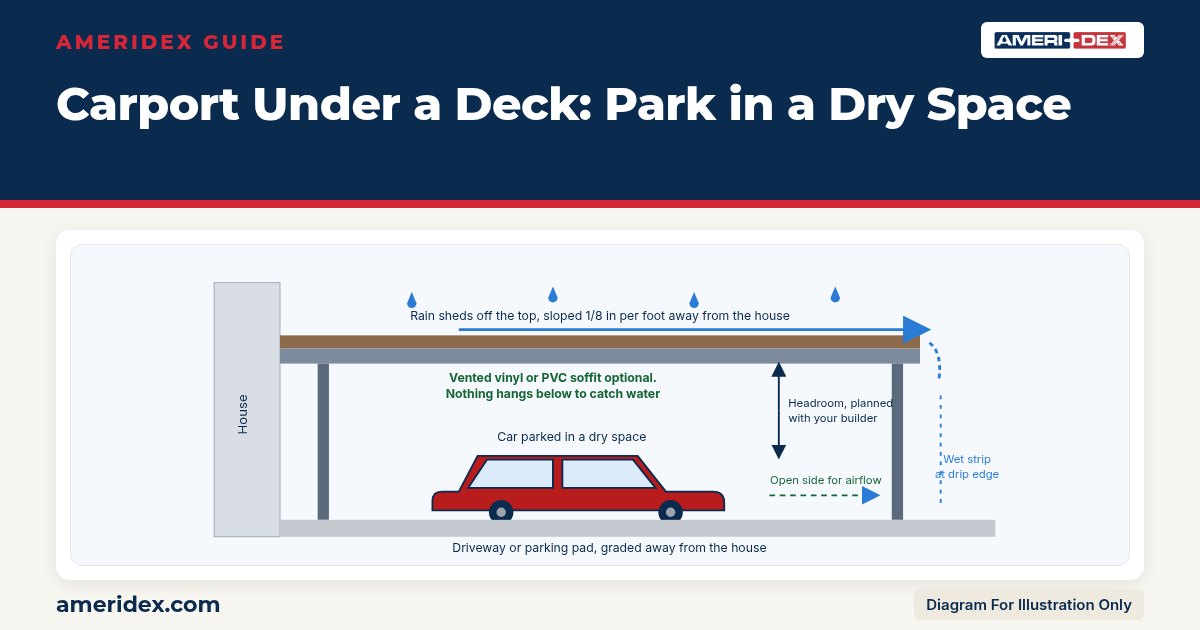 AMERIDEX GUIDE
AMERI-DEX
Carport Under a Deck: Park in a Dry Space
Rain sheds off the top, sloped 1/8 in per foot away from the house
Vented vinyl or PVC soffit optional.
Nothing hangs below to catch water
Headroom, planned
with your builder
House
Car parked in a dry space
Wet strip
at drip edge
Open side for airflow
Driveway or parking pad, graded away from the house
ameridex.com
Diagram For Illustration Only